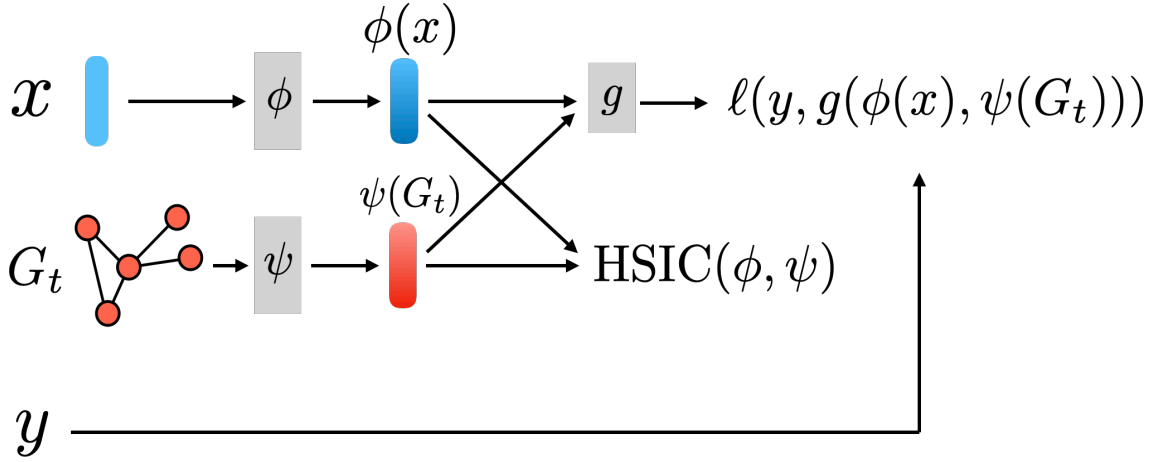 ϕ(x)
x
ϕ
g
ℓ(y, g(ϕ(x), ψ(G_t)))
ψ(G_t)
G_t
ψ
HSIC(ϕ, ψ)
y